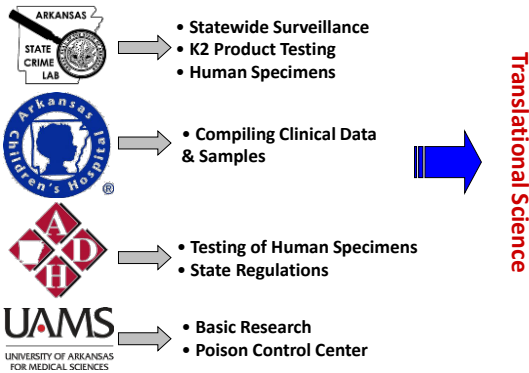 ARKANSAS
STATE
CRIME
LAB
• Statewide Surveillance
• K2 Product Testing
• Human Specimens
Arkansas
Children's Hospital
®
• Compiling Clinical Data
& Samples
A
D
H
• Testing of Human Specimens
• State Regulations
UAMS
UNIVERSITY OF ARKANSAS
FOR MEDICAL SCIENCES
• Basic Research
• Poison Control Center
Translational Science